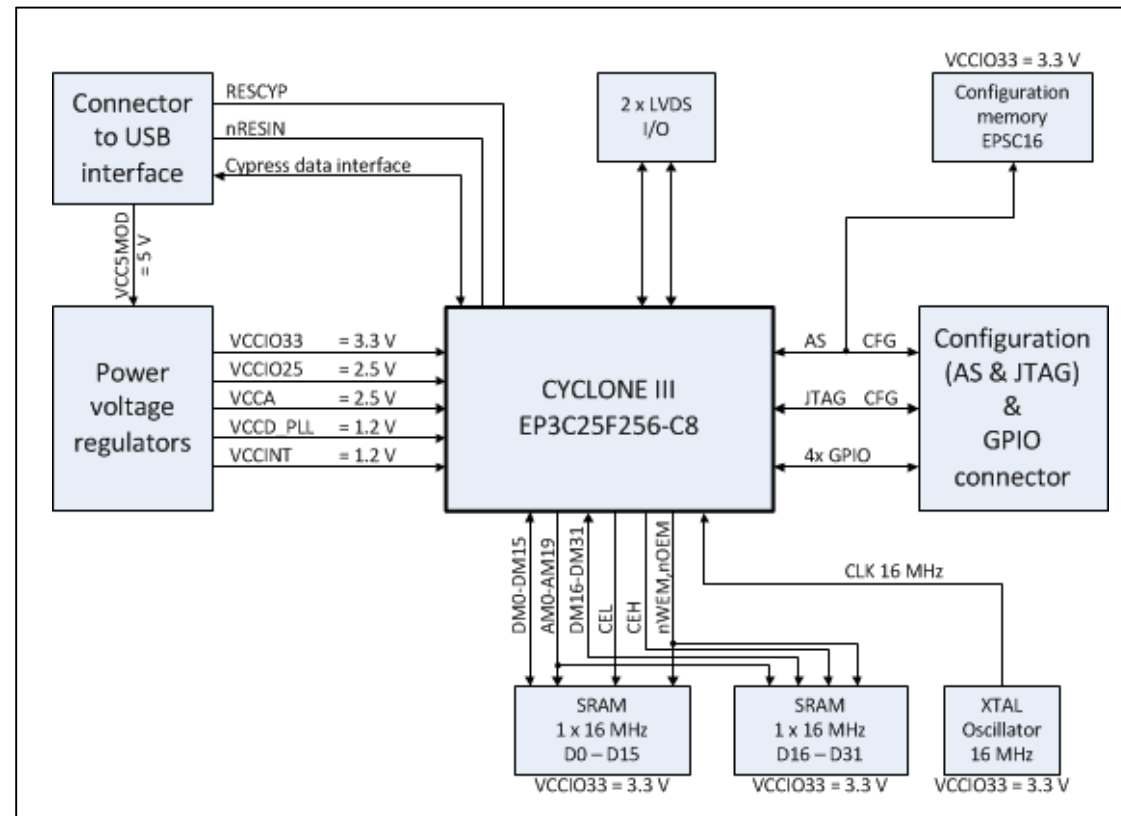 Connector
to USB
interface
RESCYP
nRESIN
Cypress data interface
2 x LVDS
I/O
VCCIO33 = 3.3 V
Configuration
memory
EPSC16
VCC5MOD
= 5 V
Power
voltage
regulators
VCCIO33 = 3.3 V
VCCIO25 = 2.5 V
VCCA = 2.5 V
VCCD_PLL = 1.2 V
VCCINT = 1.2 V
CYCLONE III
EP3C25F256-C8
AS CFG
JTAG CFG
4x GPIO
Configuration
(AS & JTAG)
&
GPIO
connector
DM0-DM15
AM0-AM19
DM16-DM31
CEL
CEH
nWEM,nOEM
CLK 16 MHz
SRAM
1 x 16 MHz
D0 – D15
VCCIO33 = 3.3 V
SRAM
1 x 16 MHz
D16 – D31
VCCIO33 = 3.3 V
XTAL
Oscillator
16 MHz
VCCIO33 = 3.3 V